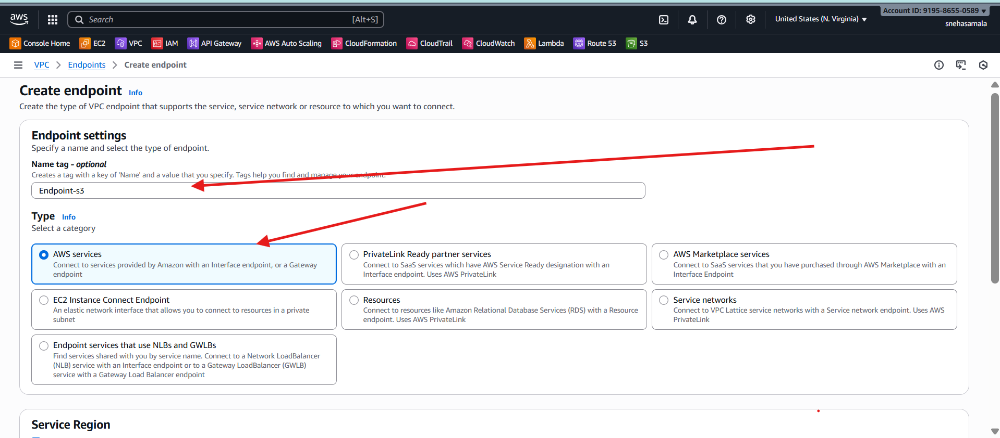 aws
Search [Alt+S]
United States (N. Virginia)
Account ID: 9195-8655-0589
snehasamala
Console Home EC2 VPC IAM API Gateway AWS Auto Scaling CloudFormation CloudTrail CloudWatch Lambda Route 53 S3
VPC Endpoints Create endpoint
Create endpoint Info
Create the type of VPC endpoint that supports the service, service network or resource to which you want to connect.
Endpoint settings
Specify a name and select the type of endpoint.
Name tag - optional
Creates a tag with a key of 'Name' and a value that you specify. Tags help you find and manage your endpoint.
Endpoint-s3
Type Info
Select a category
AWS services
Connect to services provided by Amazon with an Interface endpoint, or a Gateway
endpoint
PrivateLink Ready partner services
Connect to SaaS services which have AWS Service Ready designation with an
Interface endpoint. Uses AWS PrivateLink
AWS Marketplace services
Connect to SaaS services that you have purchased through AWS Marketplace with an
Interface Endpoint
EC2 Instance Connect Endpoint
An elastic network interface that allows you to connect to resources in a private
subnet
Resources
Connect to resources like Amazon Relational Database Services (RDS) with a Resource
endpoint. Uses AWS PrivateLink
Service networks
Connect to VPC Lattice service networks with a Service network endpoint. Uses AWS
PrivateLink
Endpoint services that use NLBs and GWLBs
Find services shared with you by service name. Connect to a Network LoadBalancer
(NLB) service with an Interface endpoint or to a Gateway LoadBalancer (GWLB)
service with a Gateway Load Balancer endpoint
Service Region